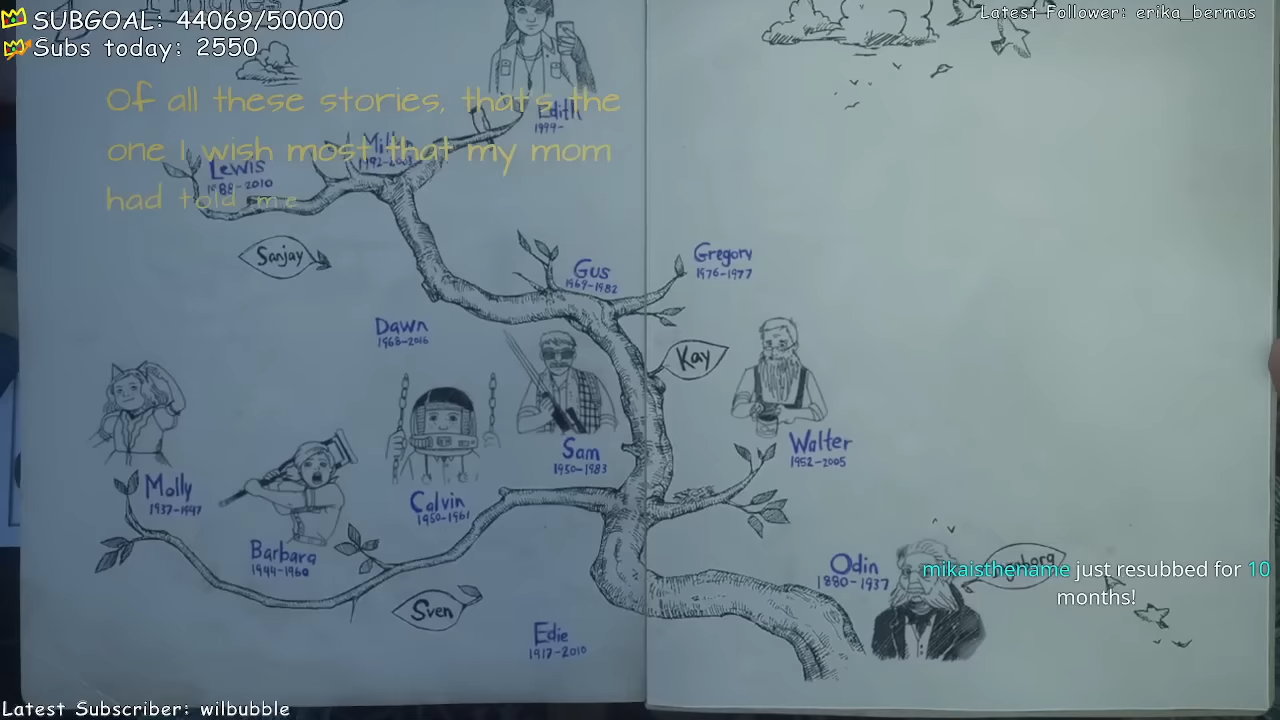 SUBGOAL: 44069/50000
Subs today: 2550
Latest Follower: erika_bermas
Of all these stories, that's the
one I wish most that my mom
had told me
Edith
1999-
Lewis
1988-2010
Sanjay
Gus
1969-1982
Gregory
1976-1977
Dawn
1968-2016
Kay
Sam
1950-1983
Walter
1952-2005
Molly
1937-1947
Calvin
1950-1961
Barbara
1944-1960
Sven
Odin
1880-1937
Edie
1917-2010
mikaisthename just resubbed for 10
months!
Latest Subscriber: wilbubble